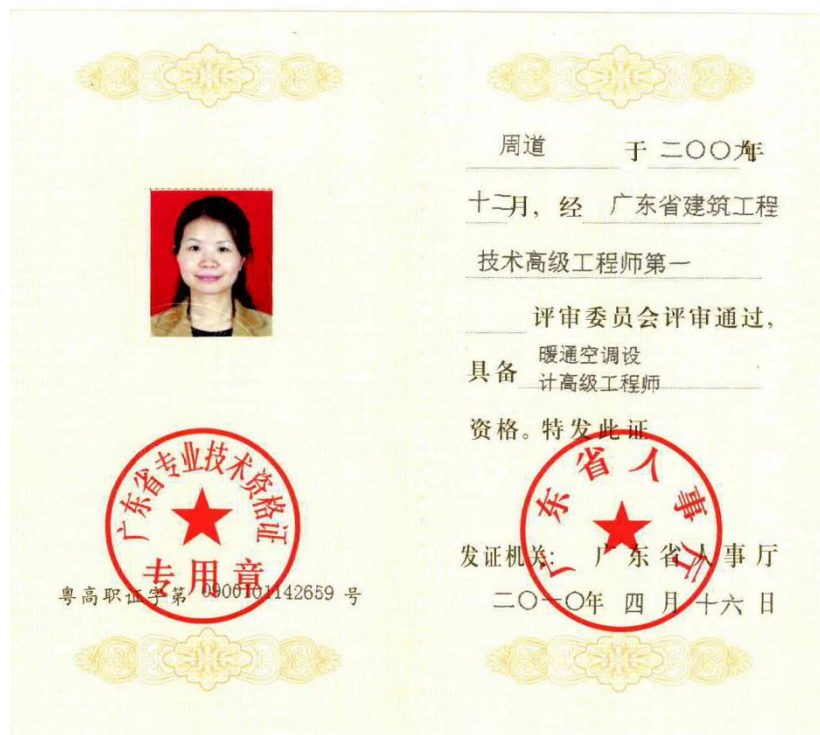 广东省专业技术资格证
专用章
粤高职证字第 0900101142659 号
周道 于 二〇〇九年
十二月，经 广东省建筑工程
技术高级工程师第一
评审委员会评审通过，
具备 暖通空调设
计高级工程师
资格。特发此证
广东省人事厅
发证机关： 广东省人事厅
二〇一〇年 四月十六日